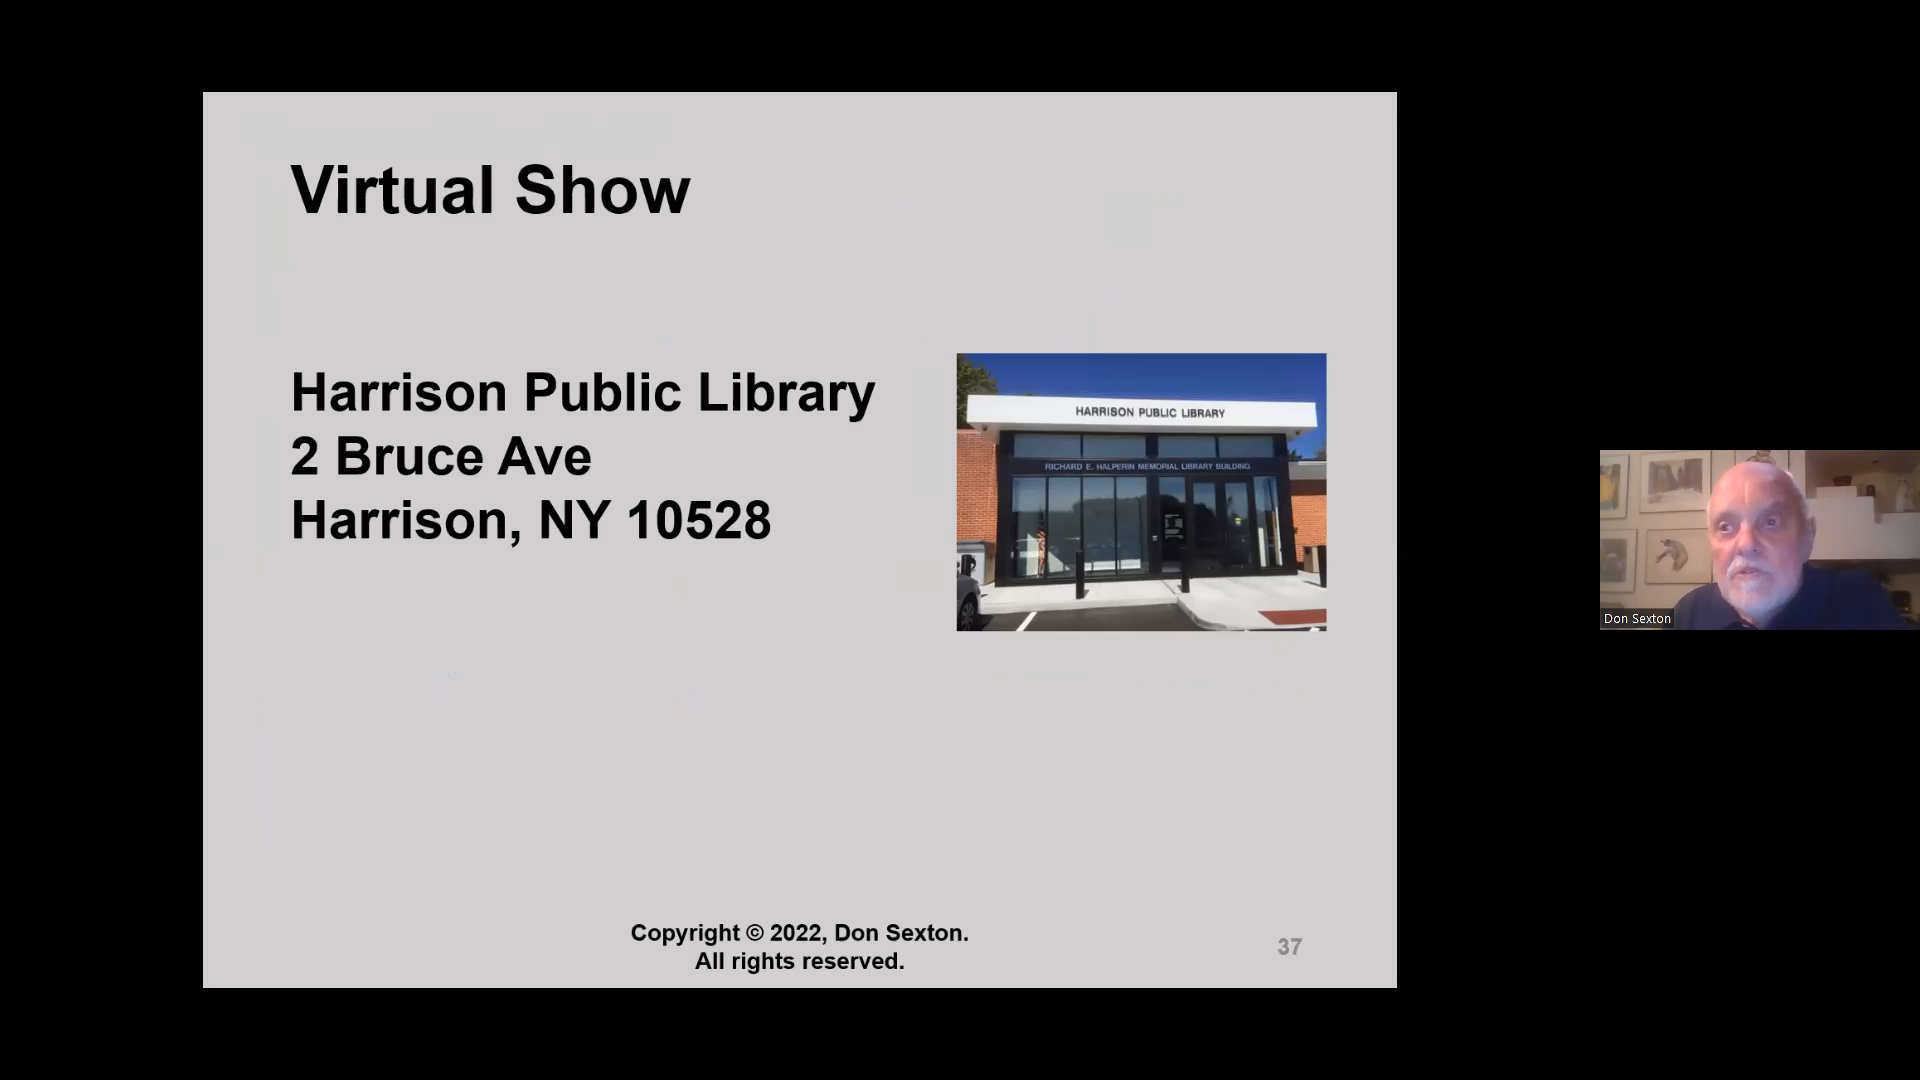 Virtual Show
Harrison Public Library
2 Bruce Ave
Harrison, NY 10528
HARRISON PUBLIC LIBRARY
RICHARD E. HALPERIN MEMORIAL LIBRARY BUILDING
Don Sexton
Copyright © 2022, Don Sexton.
All rights reserved.
37